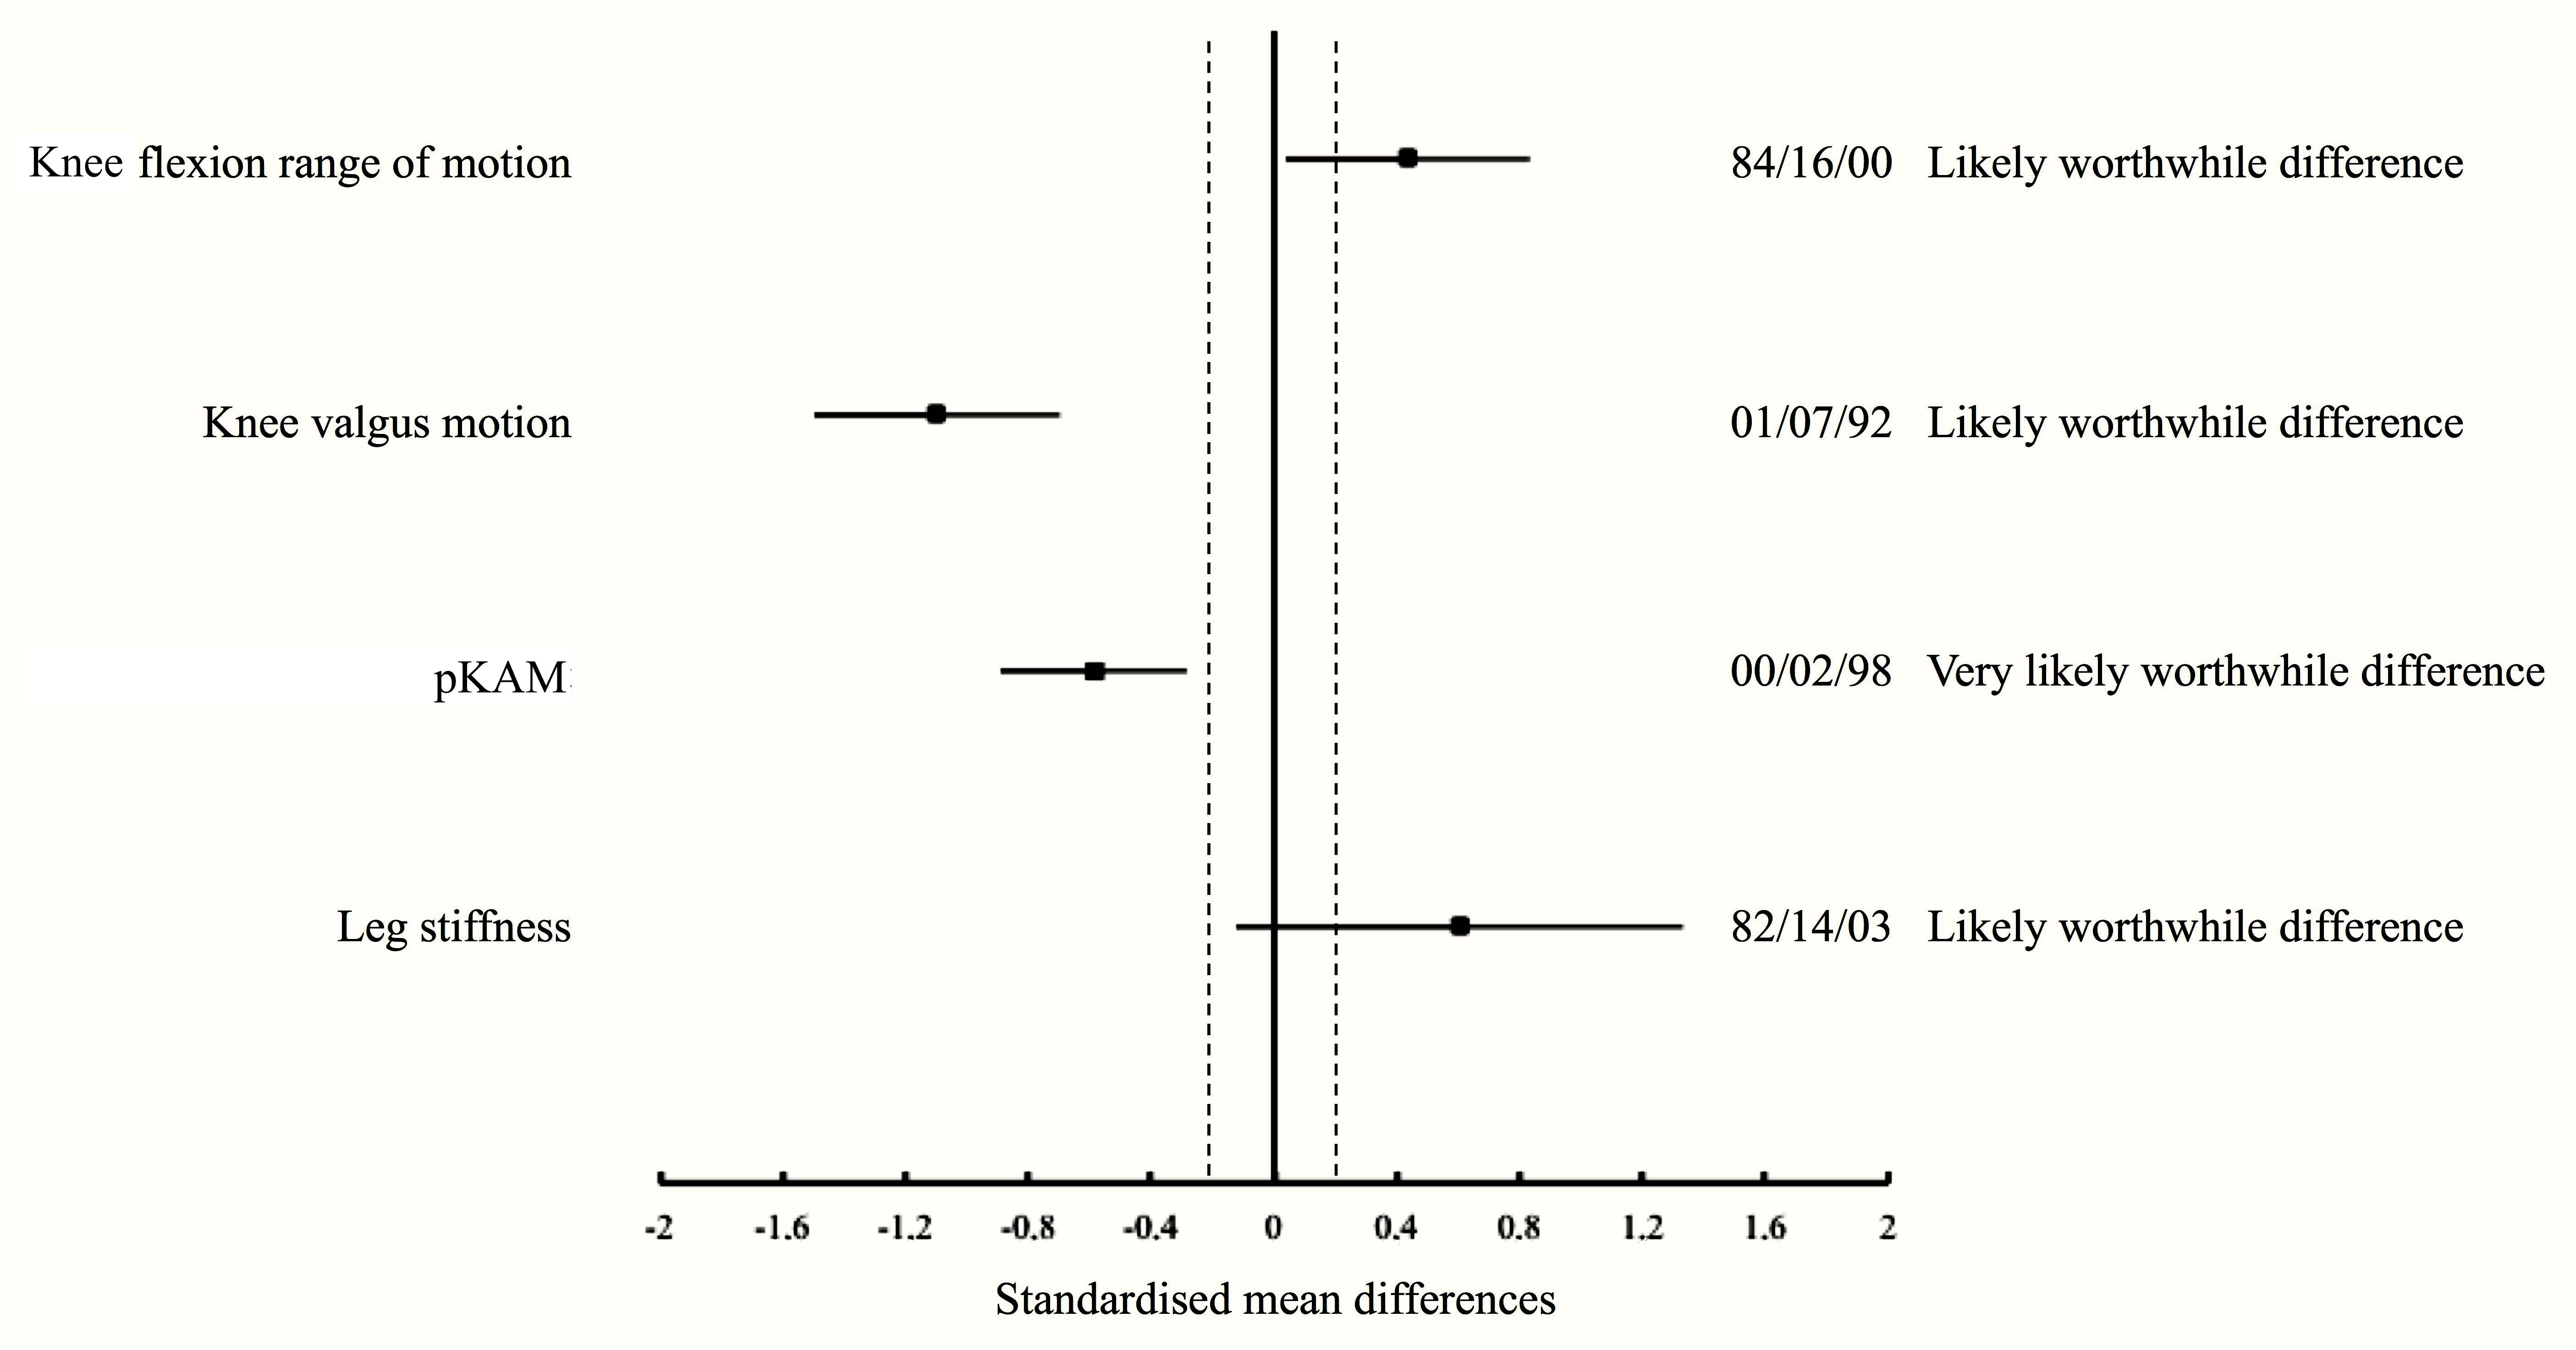 Knee flexion range of motion 84/16/00 Likely worthwhile difference
Knee valgus motion 01/07/92 Likely worthwhile difference
pKAM 00/02/98 Very likely worthwhile difference
Leg stiffness 82/14/03 Likely worthwhile difference
-2 -1.6 -1.2 -0.8 -0.4 0 0.4 0.8 1.2 1.6 2
Standardised mean differences